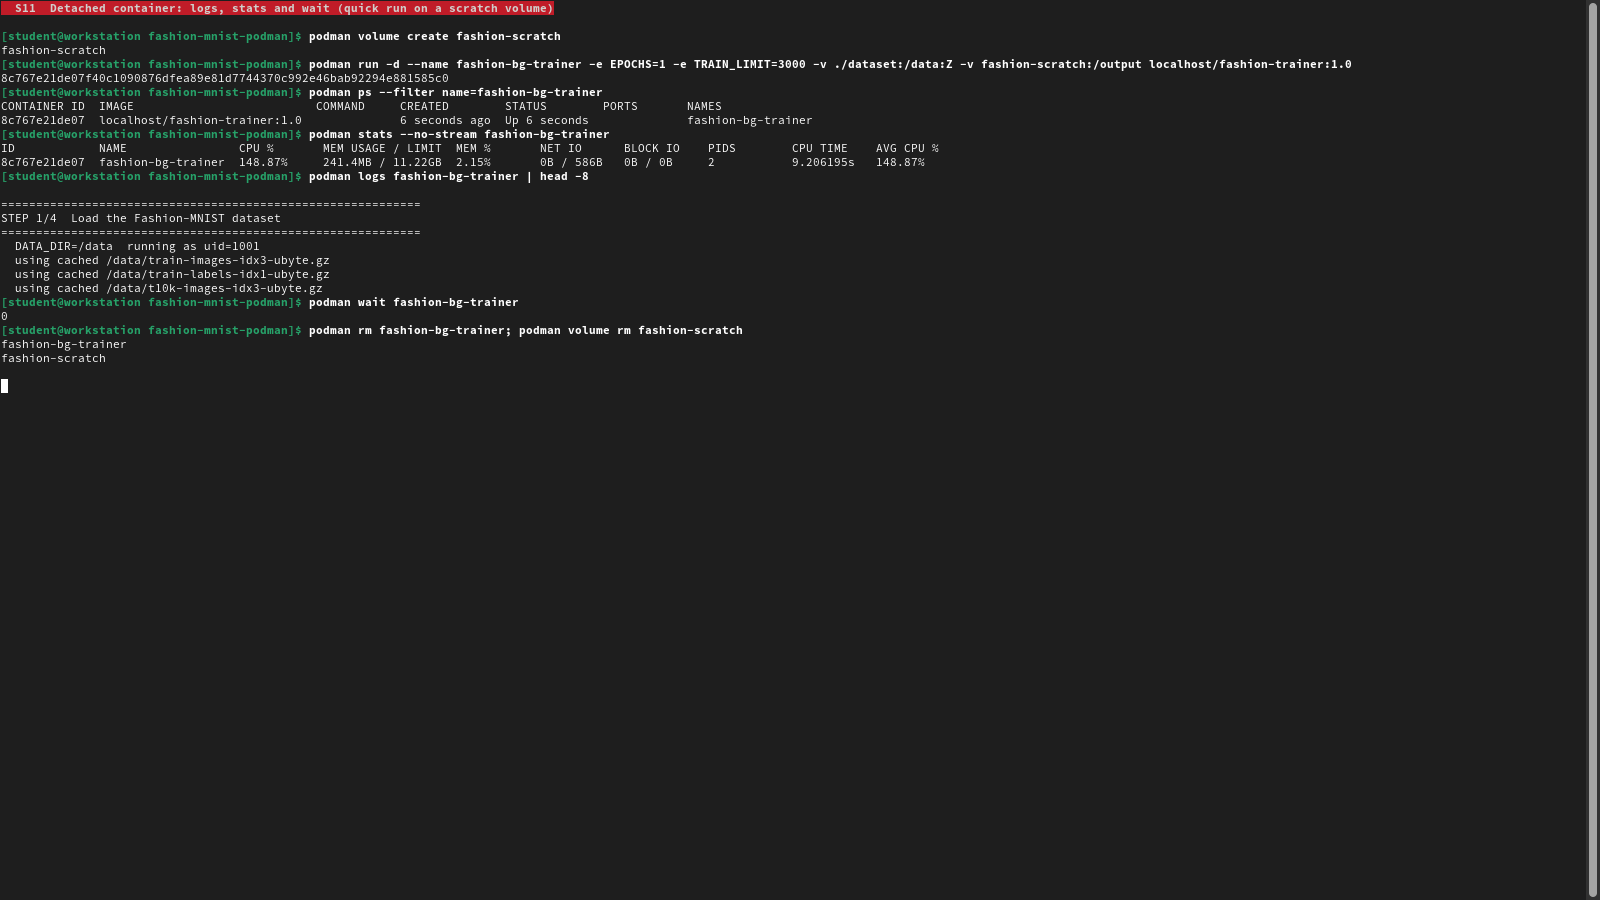 S11  Detached container: logs, stats and wait (quick run on a scratch volume)
[student@workstation fashion-mnist-podman]$ podman volume create fashion-scratch
fashion-scratch
[student@workstation fashion-mnist-podman]$ podman run -d --name fashion-bg-trainer -e EPOCHS=1 -e TRAIN_LIMIT=3000 -v ./dataset:/data:Z -v fashion-scratch:/output localhost/fashion-trainer:1.0
8c767e21de07f40c1090876dfea89e81d7744370c992e46bab92294e881585c0
[student@workstation fashion-mnist-podman]$ podman ps --filter name=fashion-bg-trainer
CONTAINER ID  IMAGE                          COMMAND     CREATED        STATUS        PORTS       NAMES
8c767e21de07  localhost/fashion-trainer:1.0              6 seconds ago  Up 6 seconds              fashion-bg-trainer
[student@workstation fashion-mnist-podman]$ podman stats --no-stream fashion-bg-trainer
ID            NAME                CPU %       MEM USAGE / LIMIT  MEM %       NET IO      BLOCK IO    PIDS        CPU TIME    AVG CPU %
8c767e21de07  fashion-bg-trainer  148.87%     241.4MB / 11.22GB  2.15%       0B / 586B   0B / 0B     2           9.206195s   148.87%
[student@workstation fashion-mnist-podman]$ podman logs fashion-bg-trainer | head -8
============================================================
STEP 1/4  Load the Fashion-MNIST dataset
============================================================
  DATA_DIR=/data  running as uid=1001
  using cached /data/train-images-idx3-ubyte.gz
  using cached /data/train-labels-idx1-ubyte.gz
  using cached /data/t10k-images-idx3-ubyte.gz
[student@workstation fashion-mnist-podman]$ podman wait fashion-bg-trainer
0
[student@workstation fashion-mnist-podman]$ podman rm fashion-bg-trainer; podman volume rm fashion-scratch
fashion-bg-trainer
fashion-scratch